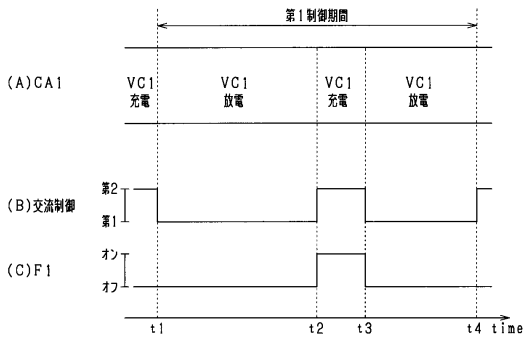 第1制御期間
(A)CA1
VC1 充電
VC1 放電
VC1 充電
VC1 放電
(B)交流制御
第2
第1
(C)F1
オン
オフ
t1 t2 t3 t4 time